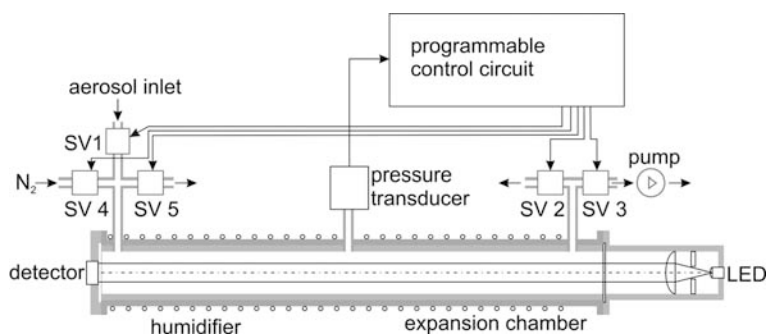 programmable
control circuit
aerosol inlet
SV1
pump
N₂
SV 4
SV 5
pressure
transducer
SV 2
SV 3
detector
LED
humidifier
expansion chamber